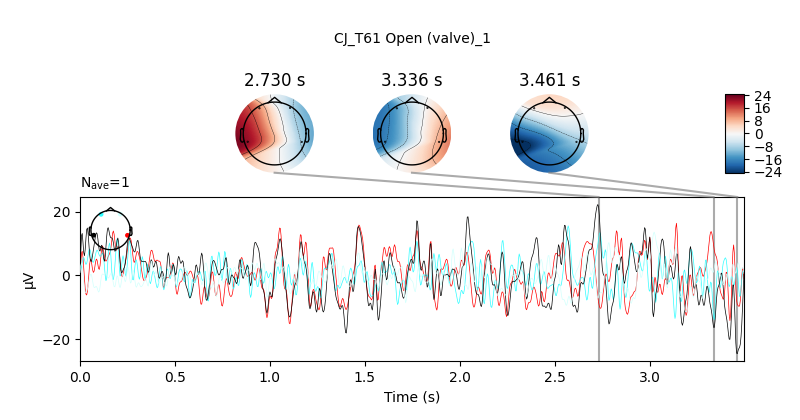 CJ_T61 Open (valve)_1
2.730 s 3.336 s 3.461 s
24
16
8
0
−8
−16
−24
Nave=1
20
0
−20
µV
0.0 0.5 1.0 1.5 2.0 2.5 3.0
Time (s)